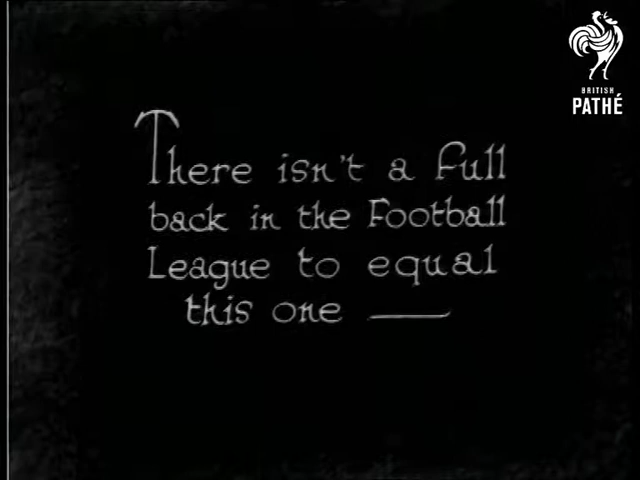 BRITISH
PATHÉ
There isn't a full
back in the Football
League to equal
this one —